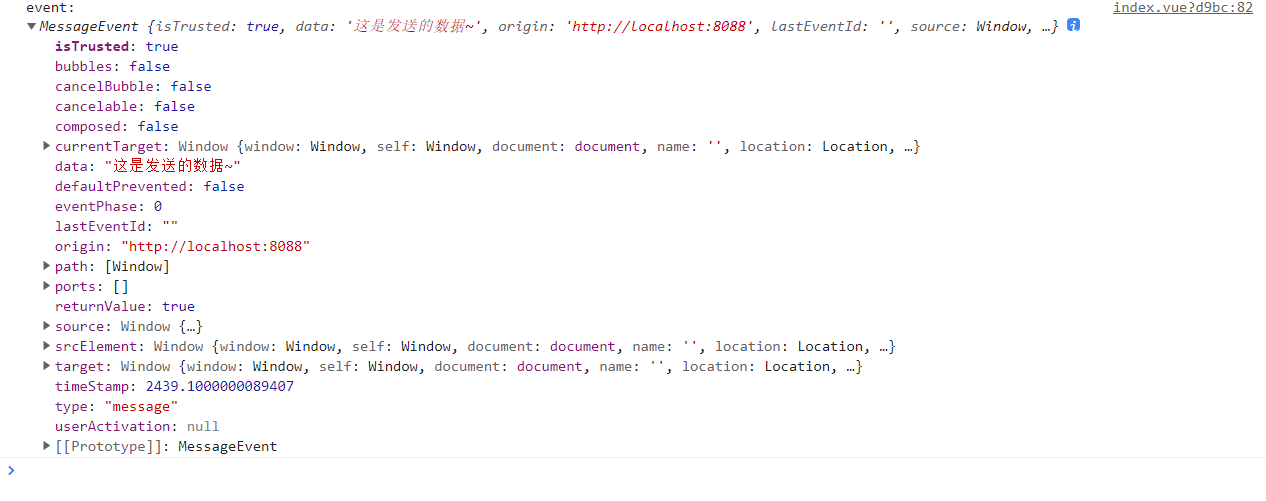 event: index.vue?d9bc:82
MessageEvent {isTrusted: true, data: '这是发送的数据~', origin: 'http://localhost:8088', lastEventId: '', source: Window, …}
isTrusted: true
bubbles: false
cancelBubble: false
cancelable: false
composed: false
currentTarget: Window {window: Window, self: Window, document: document, name: '', location: Location, …}
data: "这是发送的数据~"
defaultPrevented: false
eventPhase: 0
lastEventId: ""
origin: "http://localhost:8088"
path: [Window]
ports: []
returnValue: true
source: Window {…}
srcElement: Window {window: Window, self: Window, document: document, name: '', location: Location, …}
target: Window {window: Window, self: Window, document: document, name: '', location: Location, …}
timeStamp: 2439.1000000089407
type: "message"
userActivation: null
[[Prototype]]: MessageEvent